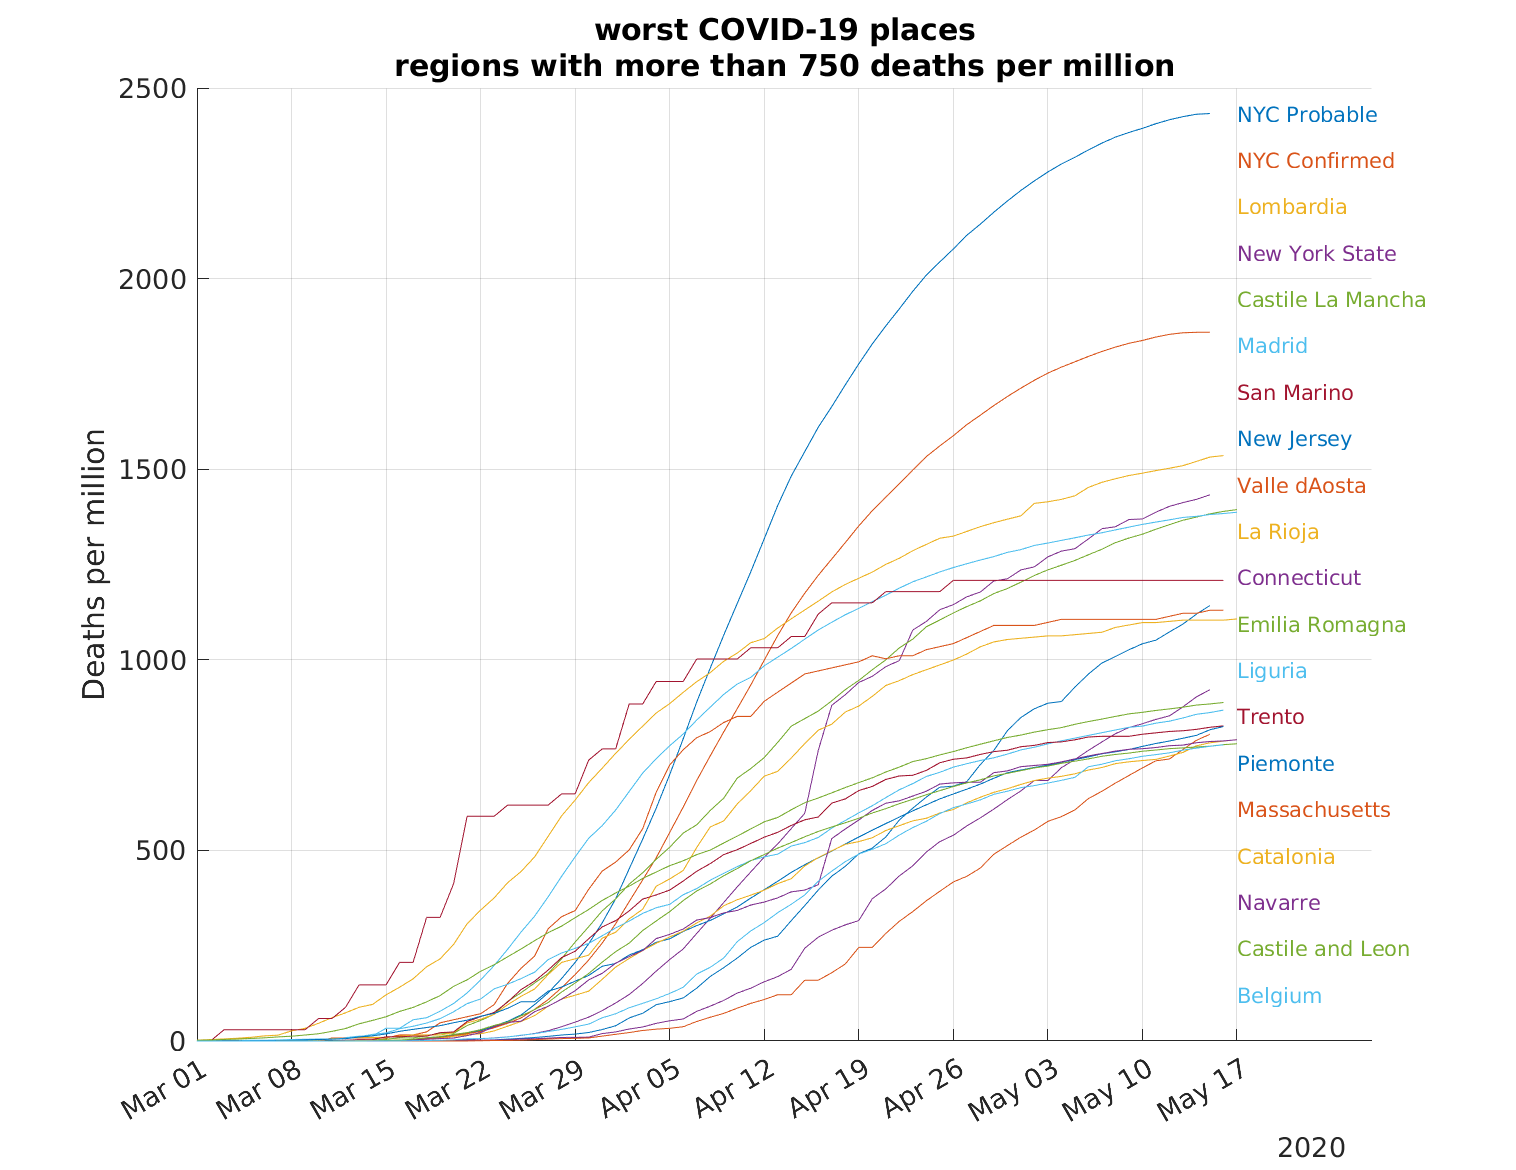 worst COVID-19 places
regions with more than 750 deaths per million
Deaths per million
2500
2000
1500
1000
500
0
Mar 01
Mar 08
Mar 15
Mar 22
Mar 29
Apr 05
Apr 12
Apr 19
Apr 26
May 03
May 10
May 17
2020
NYC Probable
NYC Confirmed
Lombardia
New York State
Castile La Mancha
Madrid
San Marino
New Jersey
Valle dAosta
La Rioja
Connecticut
Emilia Romagna
Liguria
Trento
Piemonte
Massachusetts
Catalonia
Navarre
Castile and Leon
Belgium